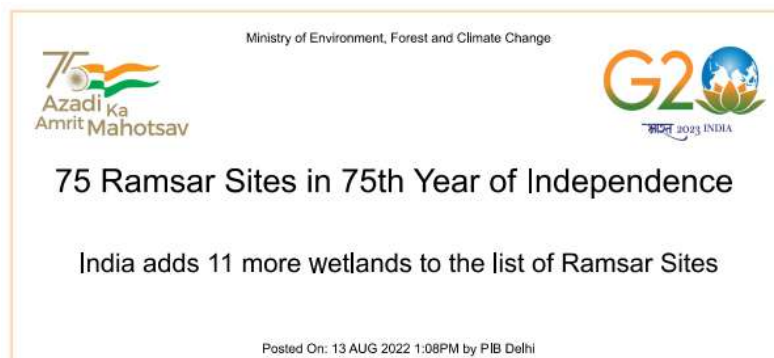 Ministry of Environment, Forest and Climate Change
75
Azadi Ka
Amrit Mahotsav
G20
भारत 2023 INDIA
75 Ramsar Sites in 75th Year of Independence
India adds 11 more wetlands to the list of Ramsar Sites
Posted On: 13 AUG 2022 1:08PM by PIB Delhi